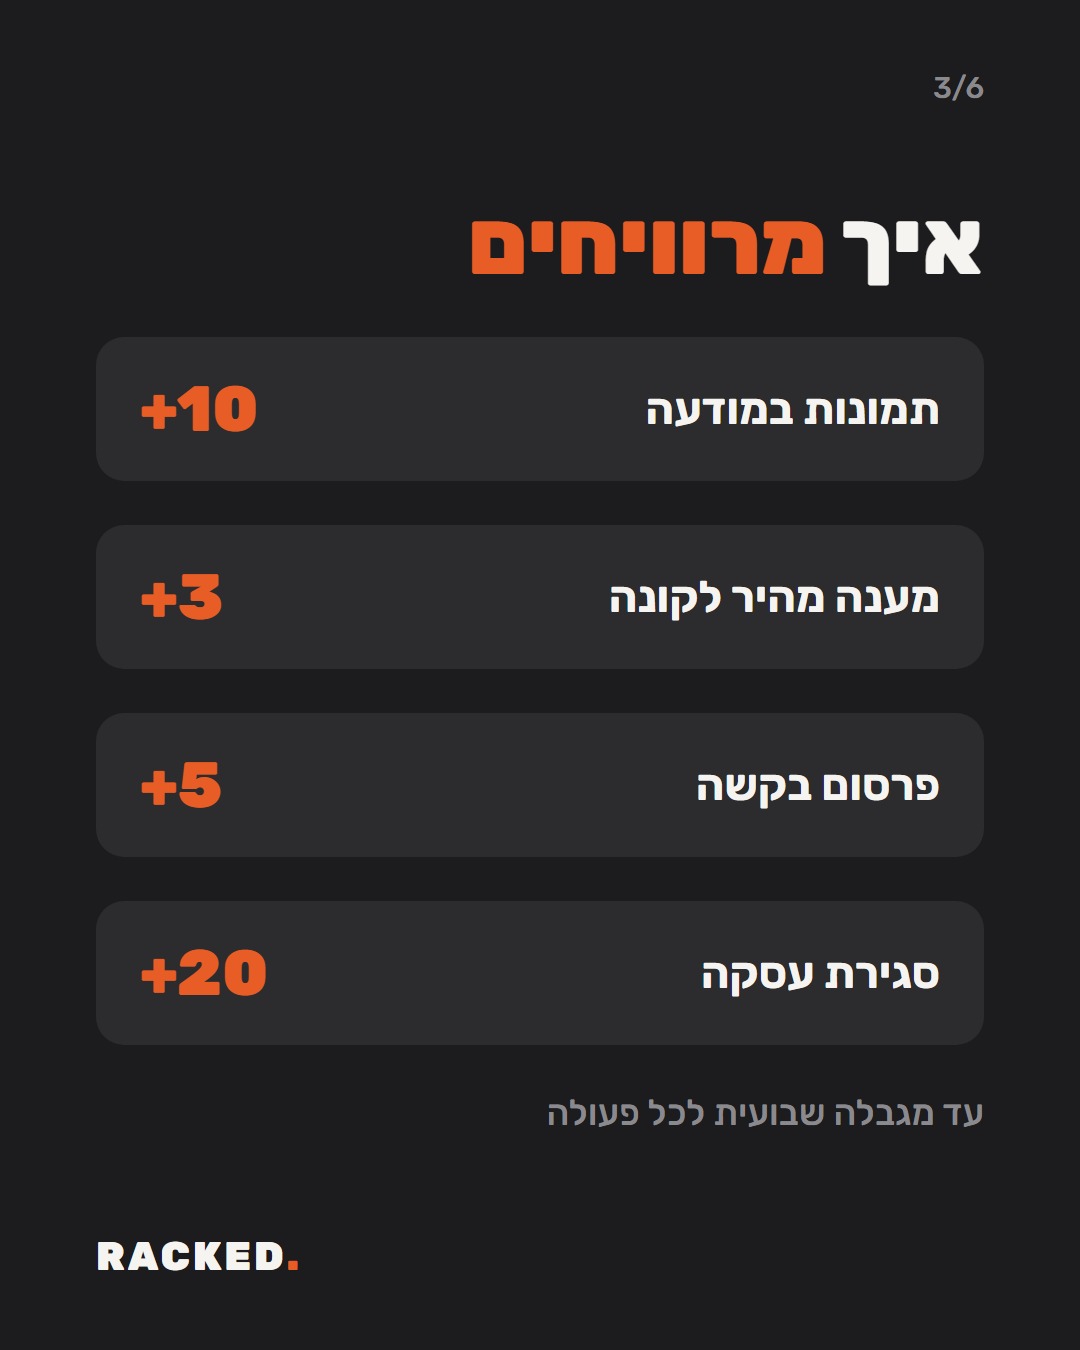 3/6
איך מרוויחים
תמונות במודעה +10
מענה מהיר לקונה +3
פרסום בקשה +5
סגירת עסקה +20
עד מגבלה שבועית לכל פעולה
RACKED.